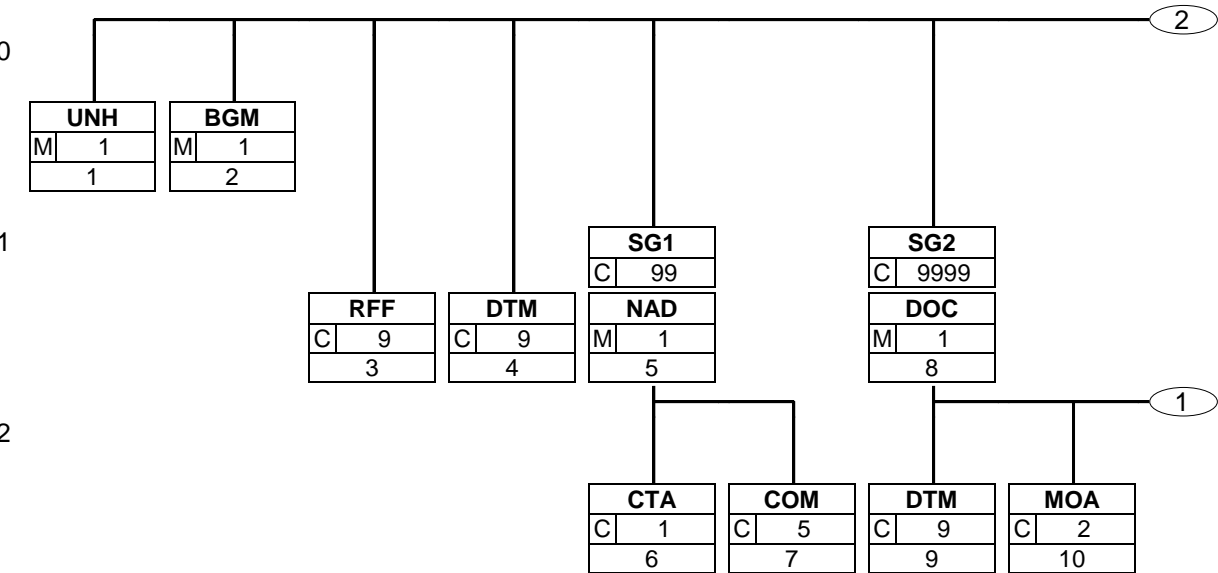 2
0
UNH BGM
M 1 M 1
1 2
1
SG1 SG2
C 99 C 9999
RFF DTM NAD DOC
C 9 C 9 M 1 M 1
3 4 5 8
1
2
CTA COM DTM MOA
C 1 C 5 C 9 C 2
6 7 9 10